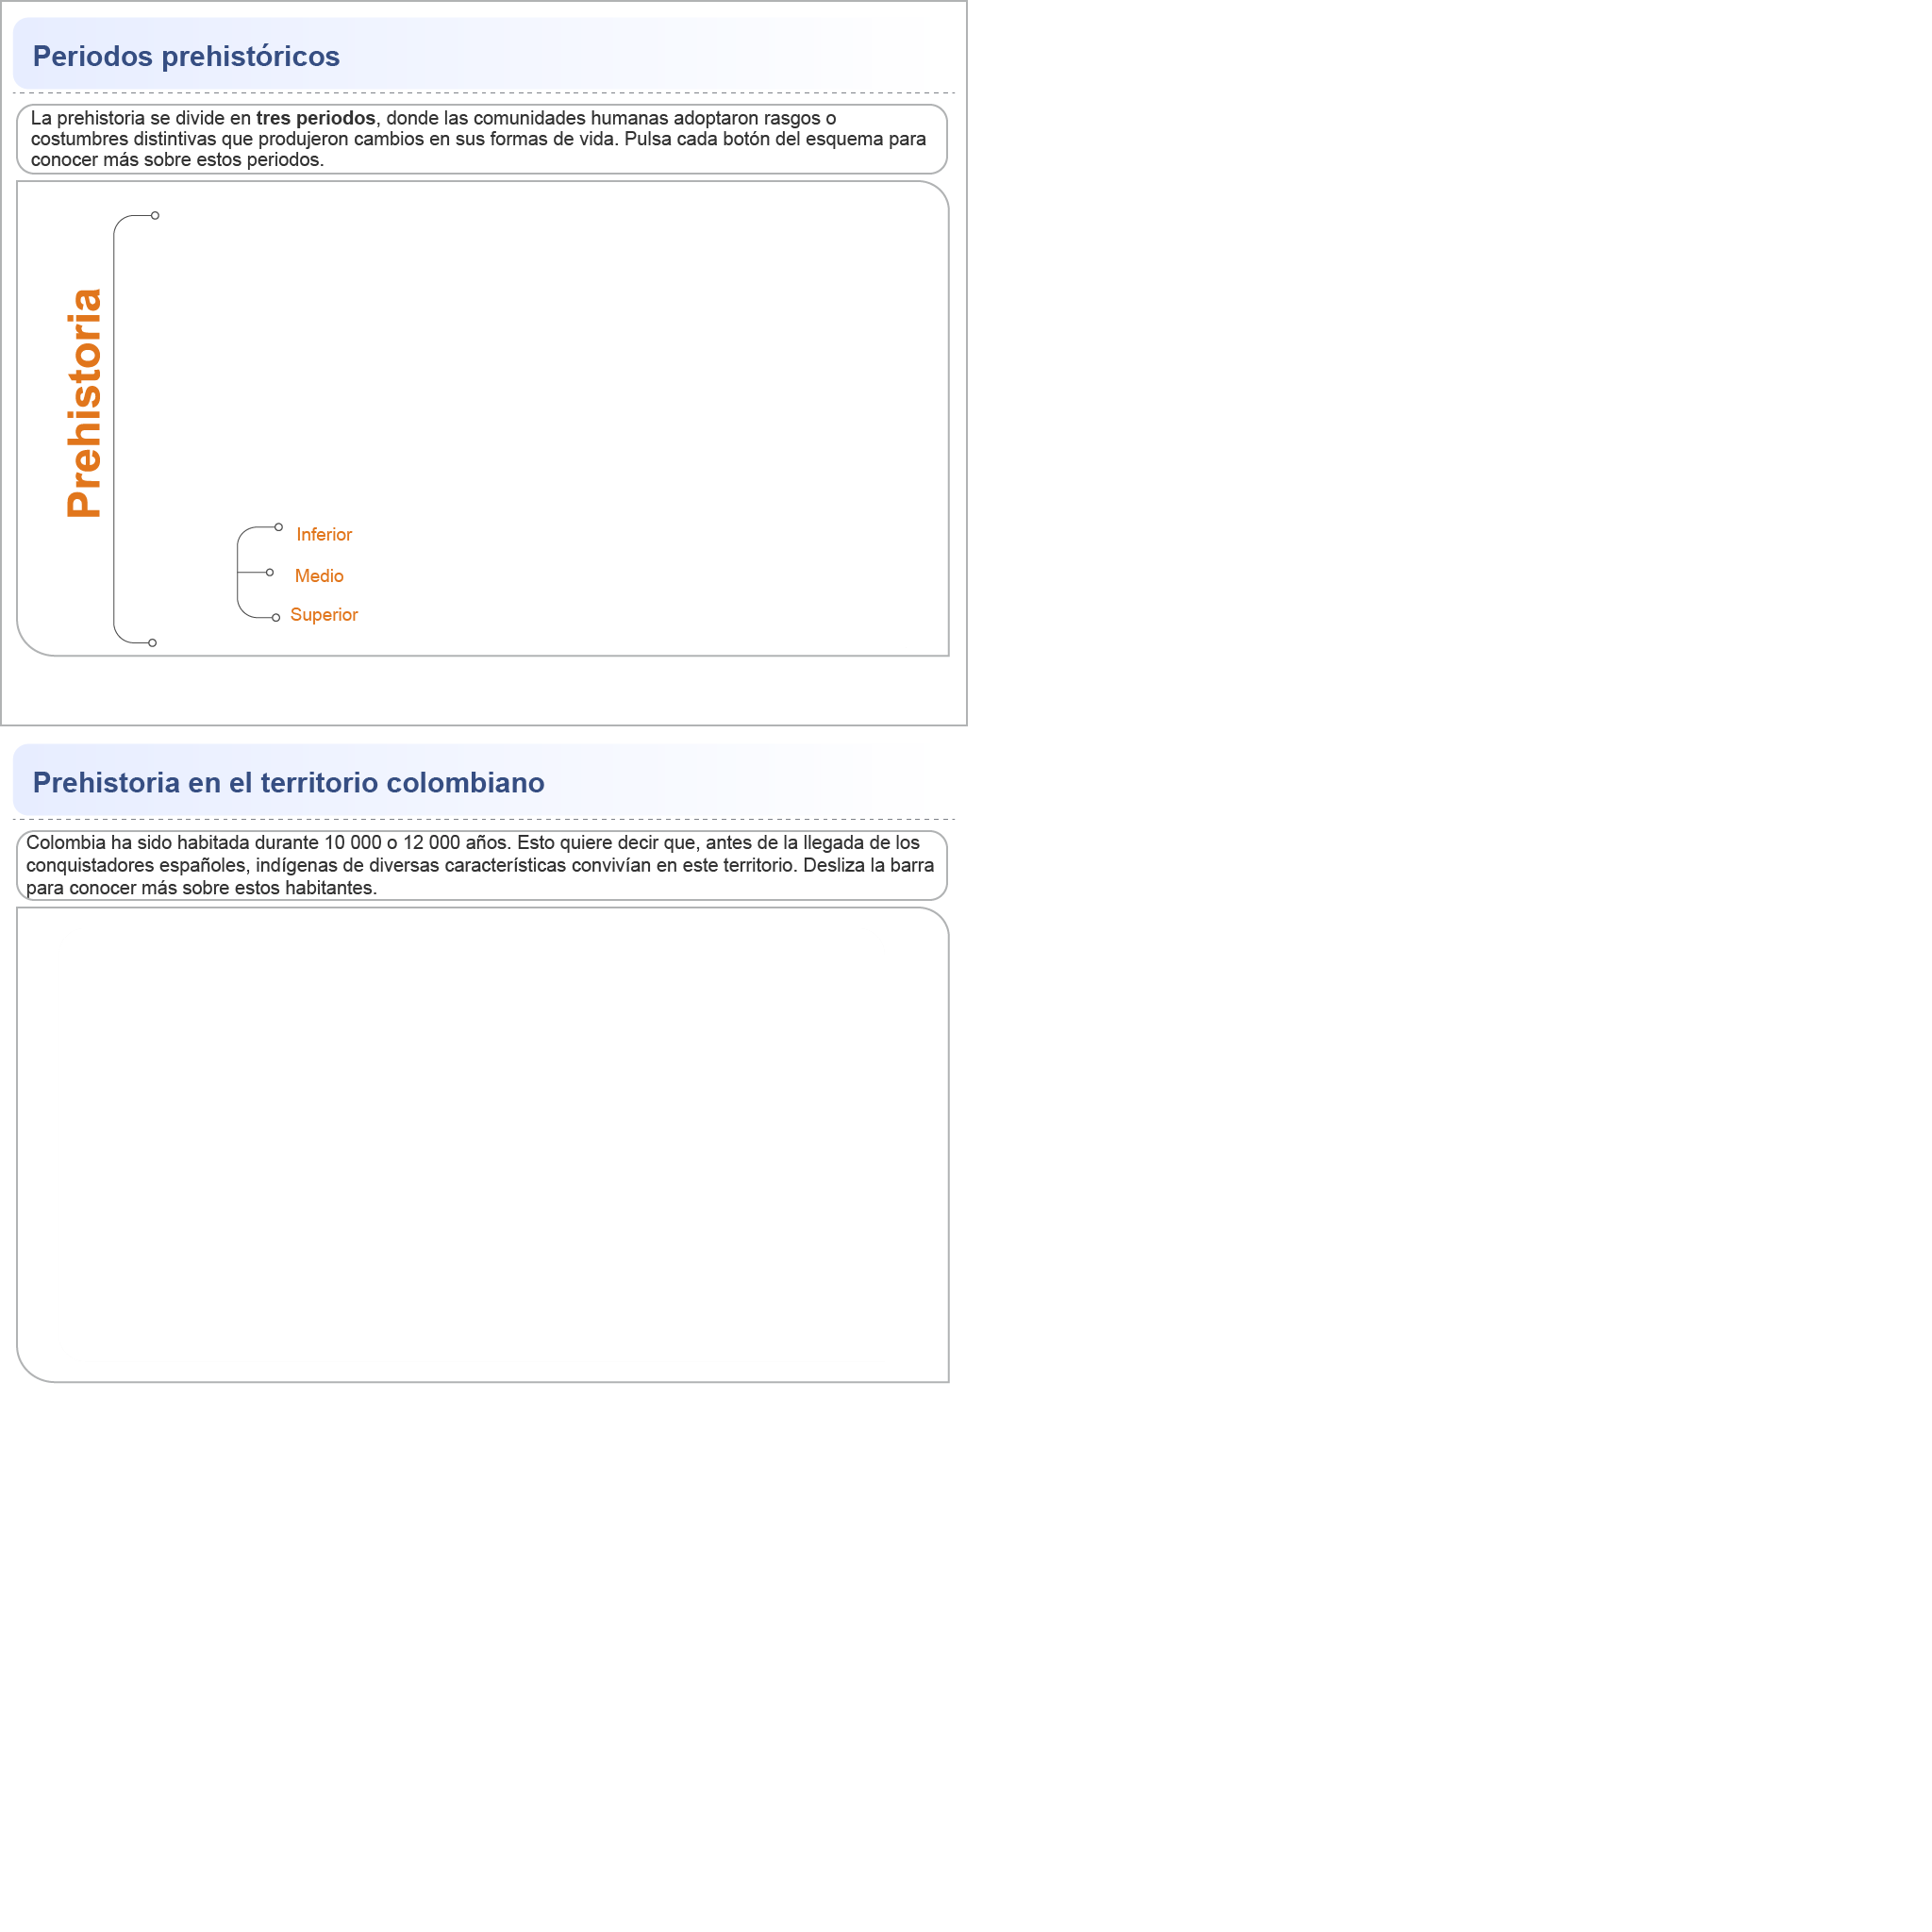 Periodos prehistóricos
La prehistoria se divide en tres periodos, donde las comunidades humanas adoptaron rasgos o
costumbres distintivas que produjeron cambios en sus formas de vida. Pulsa cada botón del esquema para
conocer más sobre estos periodos.
Prehistoria
Inferior
Medio
Superior
Prehistoria en el territorio colombiano
Colombia ha sido habitada durante 10 000 o 12 000 años. Esto quiere decir que, antes de la llegada de los
conquistadores españoles, indígenas de diversas características convivían en este territorio. Desliza la barra
para conocer más sobre estos habitantes.